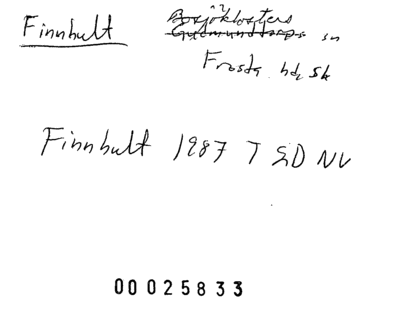 Finnhult
Bosjöklosters
Gudmundtorps sn
Frosta hd, Sk
Finnhult 1987 T SD NV
00025833